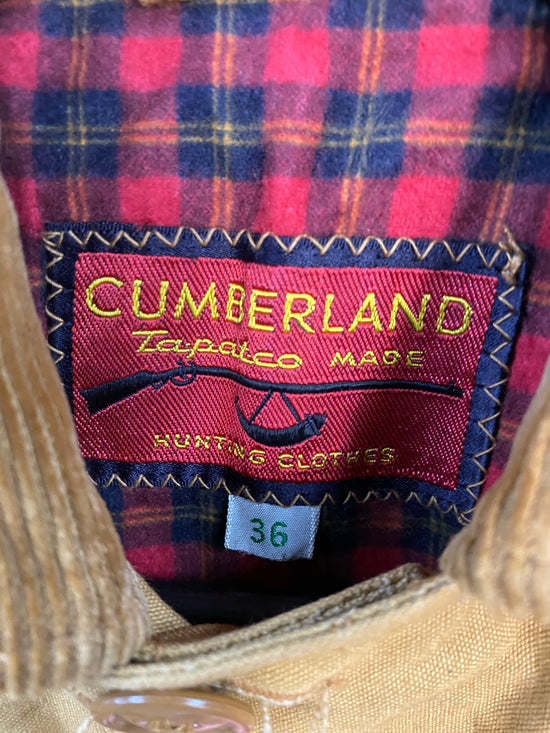 CUMBERLAND
Tapatco MADE
HUNTING CLOTHES
36